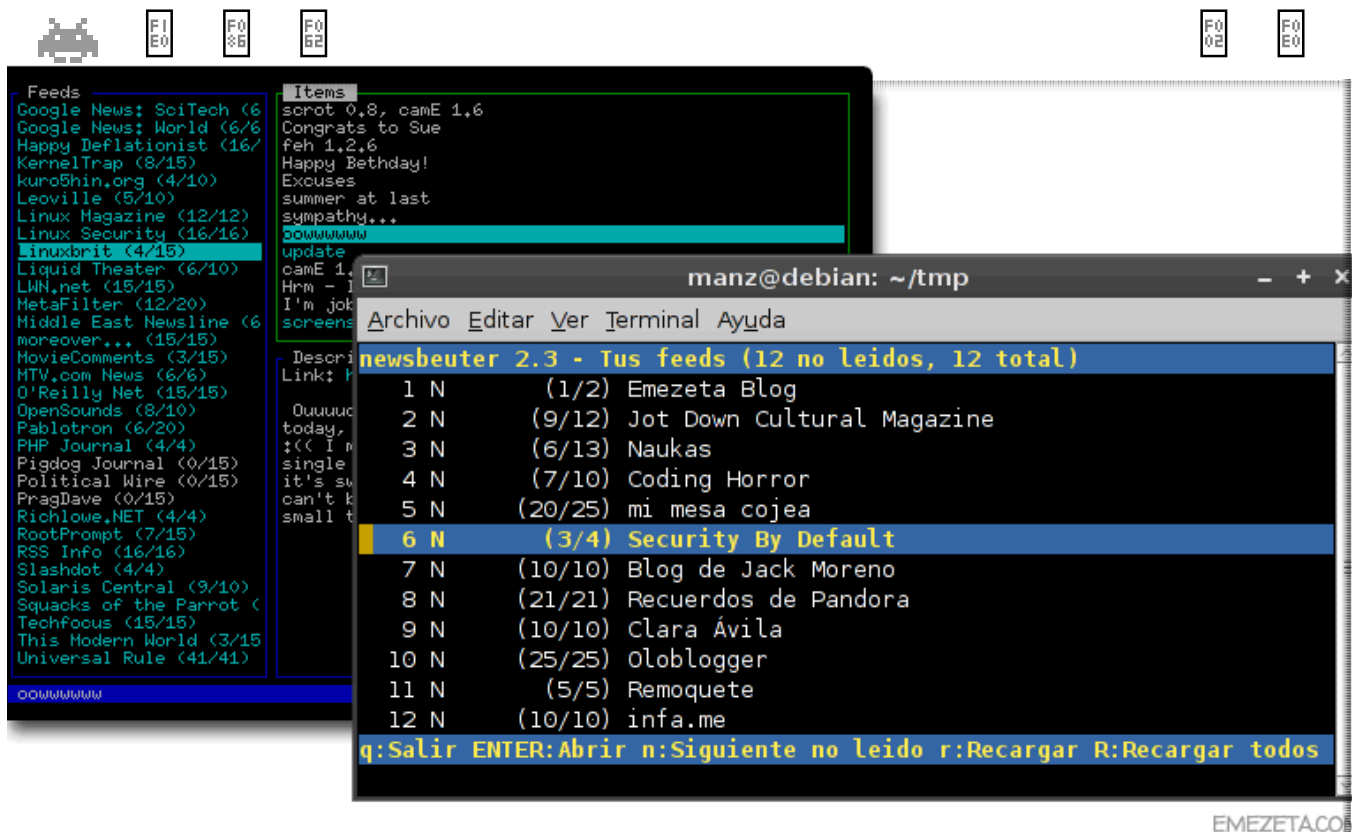 F1
E0
F0
86
F0
62
F0
02
F0
E0
Feeds
Google News: SciTech (6
Google News: World (6/6
Happy Deflationist (16/
KernelTrap (8/15)
kuro5hin.org (4/10)
Leoville (5/10)
Linux Magazine (12/12)
Linux Security (16/16)
Linuxbrit (4/15)
Liquid Theater (6/10)
LWN.net (15/15)
MetaFilter (12/20)
Middle East Newsline (6
moreover... (15/15)
MovieComments (3/15)
MTV.com News (6/6)
O'Reilly Net (15/15)
OpenSounds (8/10)
Pablotron (6/20)
PHP Journal (4/4)
Pigdog Journal (0/15)
Political Wire (0/15)
PragDave (0/15)
Richlowe.NET (4/4)
RootPrompt (7/15)
RSS Info (16/16)
Slashdot (4/4)
Solaris Central (9/10)
Squacks of the Parrot (
Techfocus (15/15)
This Modern World (3/15
Universal Rule (41/41)
oowwwwww
Items
scrot 0.8, camE 1.6
Congrats to Sue
feh 1.2.6
Happy Bethday!
Excuses
summer at last
sympathy...
oowwwwww
update
camE 1.
Hrm -
I'm jo
screens
Descri
Link:
Ouuuu
today,
:(( I
single
it's
can't
small
manz@debian: ~/tmp
Archivo Editar Ver Terminal Ayuda
newsbeuter 2.3 - Tus feeds (12 no leidos, 12 total)
1 N (1/2) Emezeta Blog
2 N (9/12) Jot Down Cultural Magazine
3 N (6/13) Naukas
4 N (7/10) Coding Horror
5 N (20/25) mi mesa cojea
6 N (3/4) Security By Default
7 N (10/10) Blog de Jack Moreno
8 N (21/21) Recuerdos de Pandora
9 N (10/10) Clara Ávila
10 N (25/25) Oloblogger
11 N (5/5) Remoquete
12 N (10/10) infa.me
q:Salir ENTER:Abrir n:Siguiente no leido r:Recargar R:Recargar todos
EMEZETA.COM